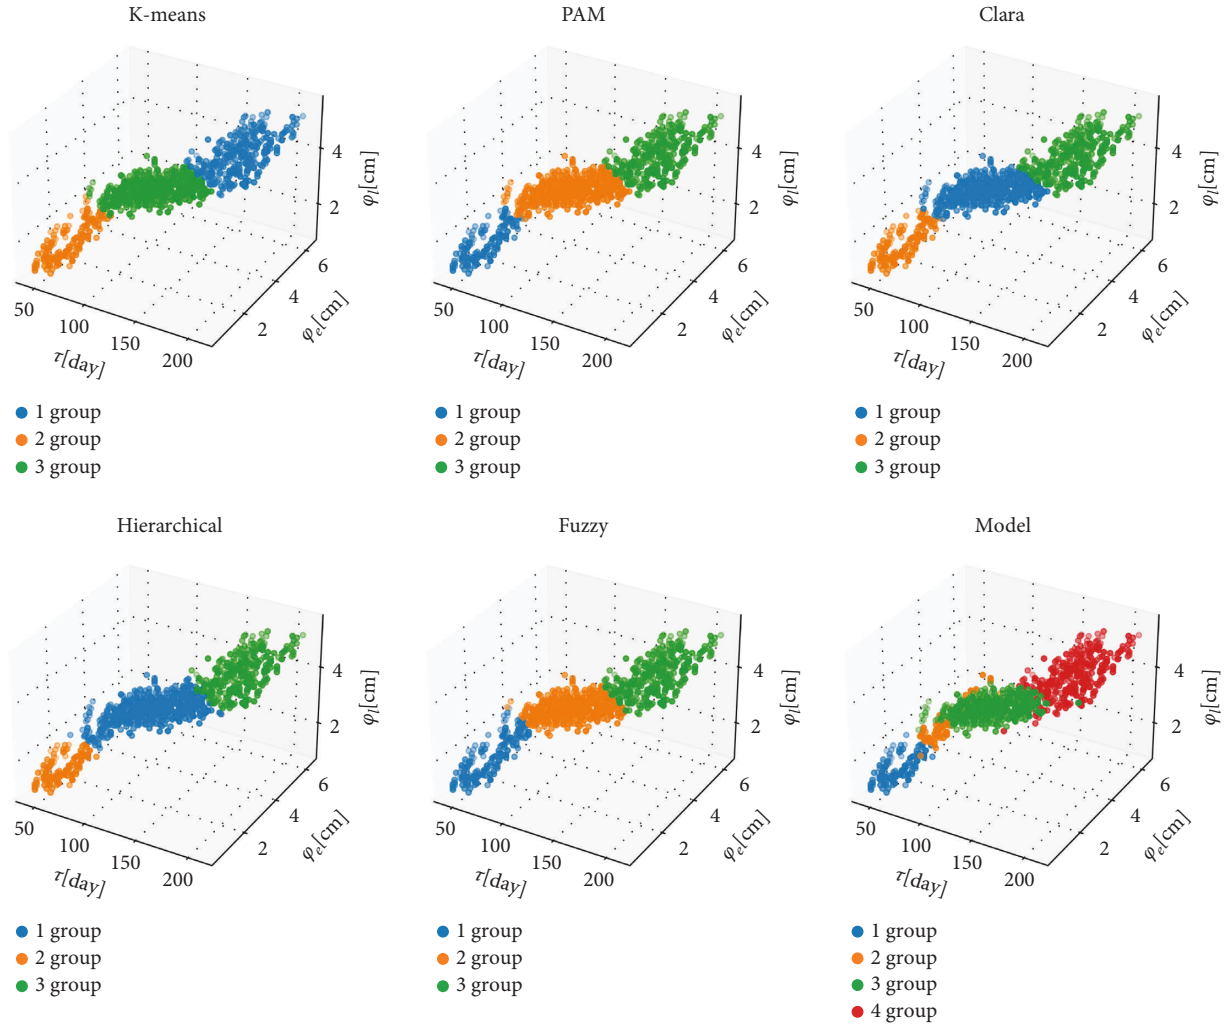 K-means
4
2
φl[cm]
6
4
2
φe[cm]
50
100
150
200
τ[day]
1 group
2 group
3 group
PAM
4
2
φl[cm]
6
4
2
φe[cm]
50
100
150
200
τ[day]
1 group
2 group
3 group
Clara
4
2
φl[cm]
6
4
2
φe[cm]
50
100
150
200
τ[day]
1 group
2 group
3 group
Hierarchical
4
2
φl[cm]
6
4
2
φe[cm]
50
100
150
200
τ[day]
1 group
2 group
3 group
Fuzzy
4
2
φl[cm]
6
4
2
φe[cm]
50
100
150
200
τ[day]
1 group
2 group
3 group
Model
4
2
φl[cm]
6
4
2
φe[cm]
50
100
150
200
τ[day]
1 group
2 group
3 group
4 group